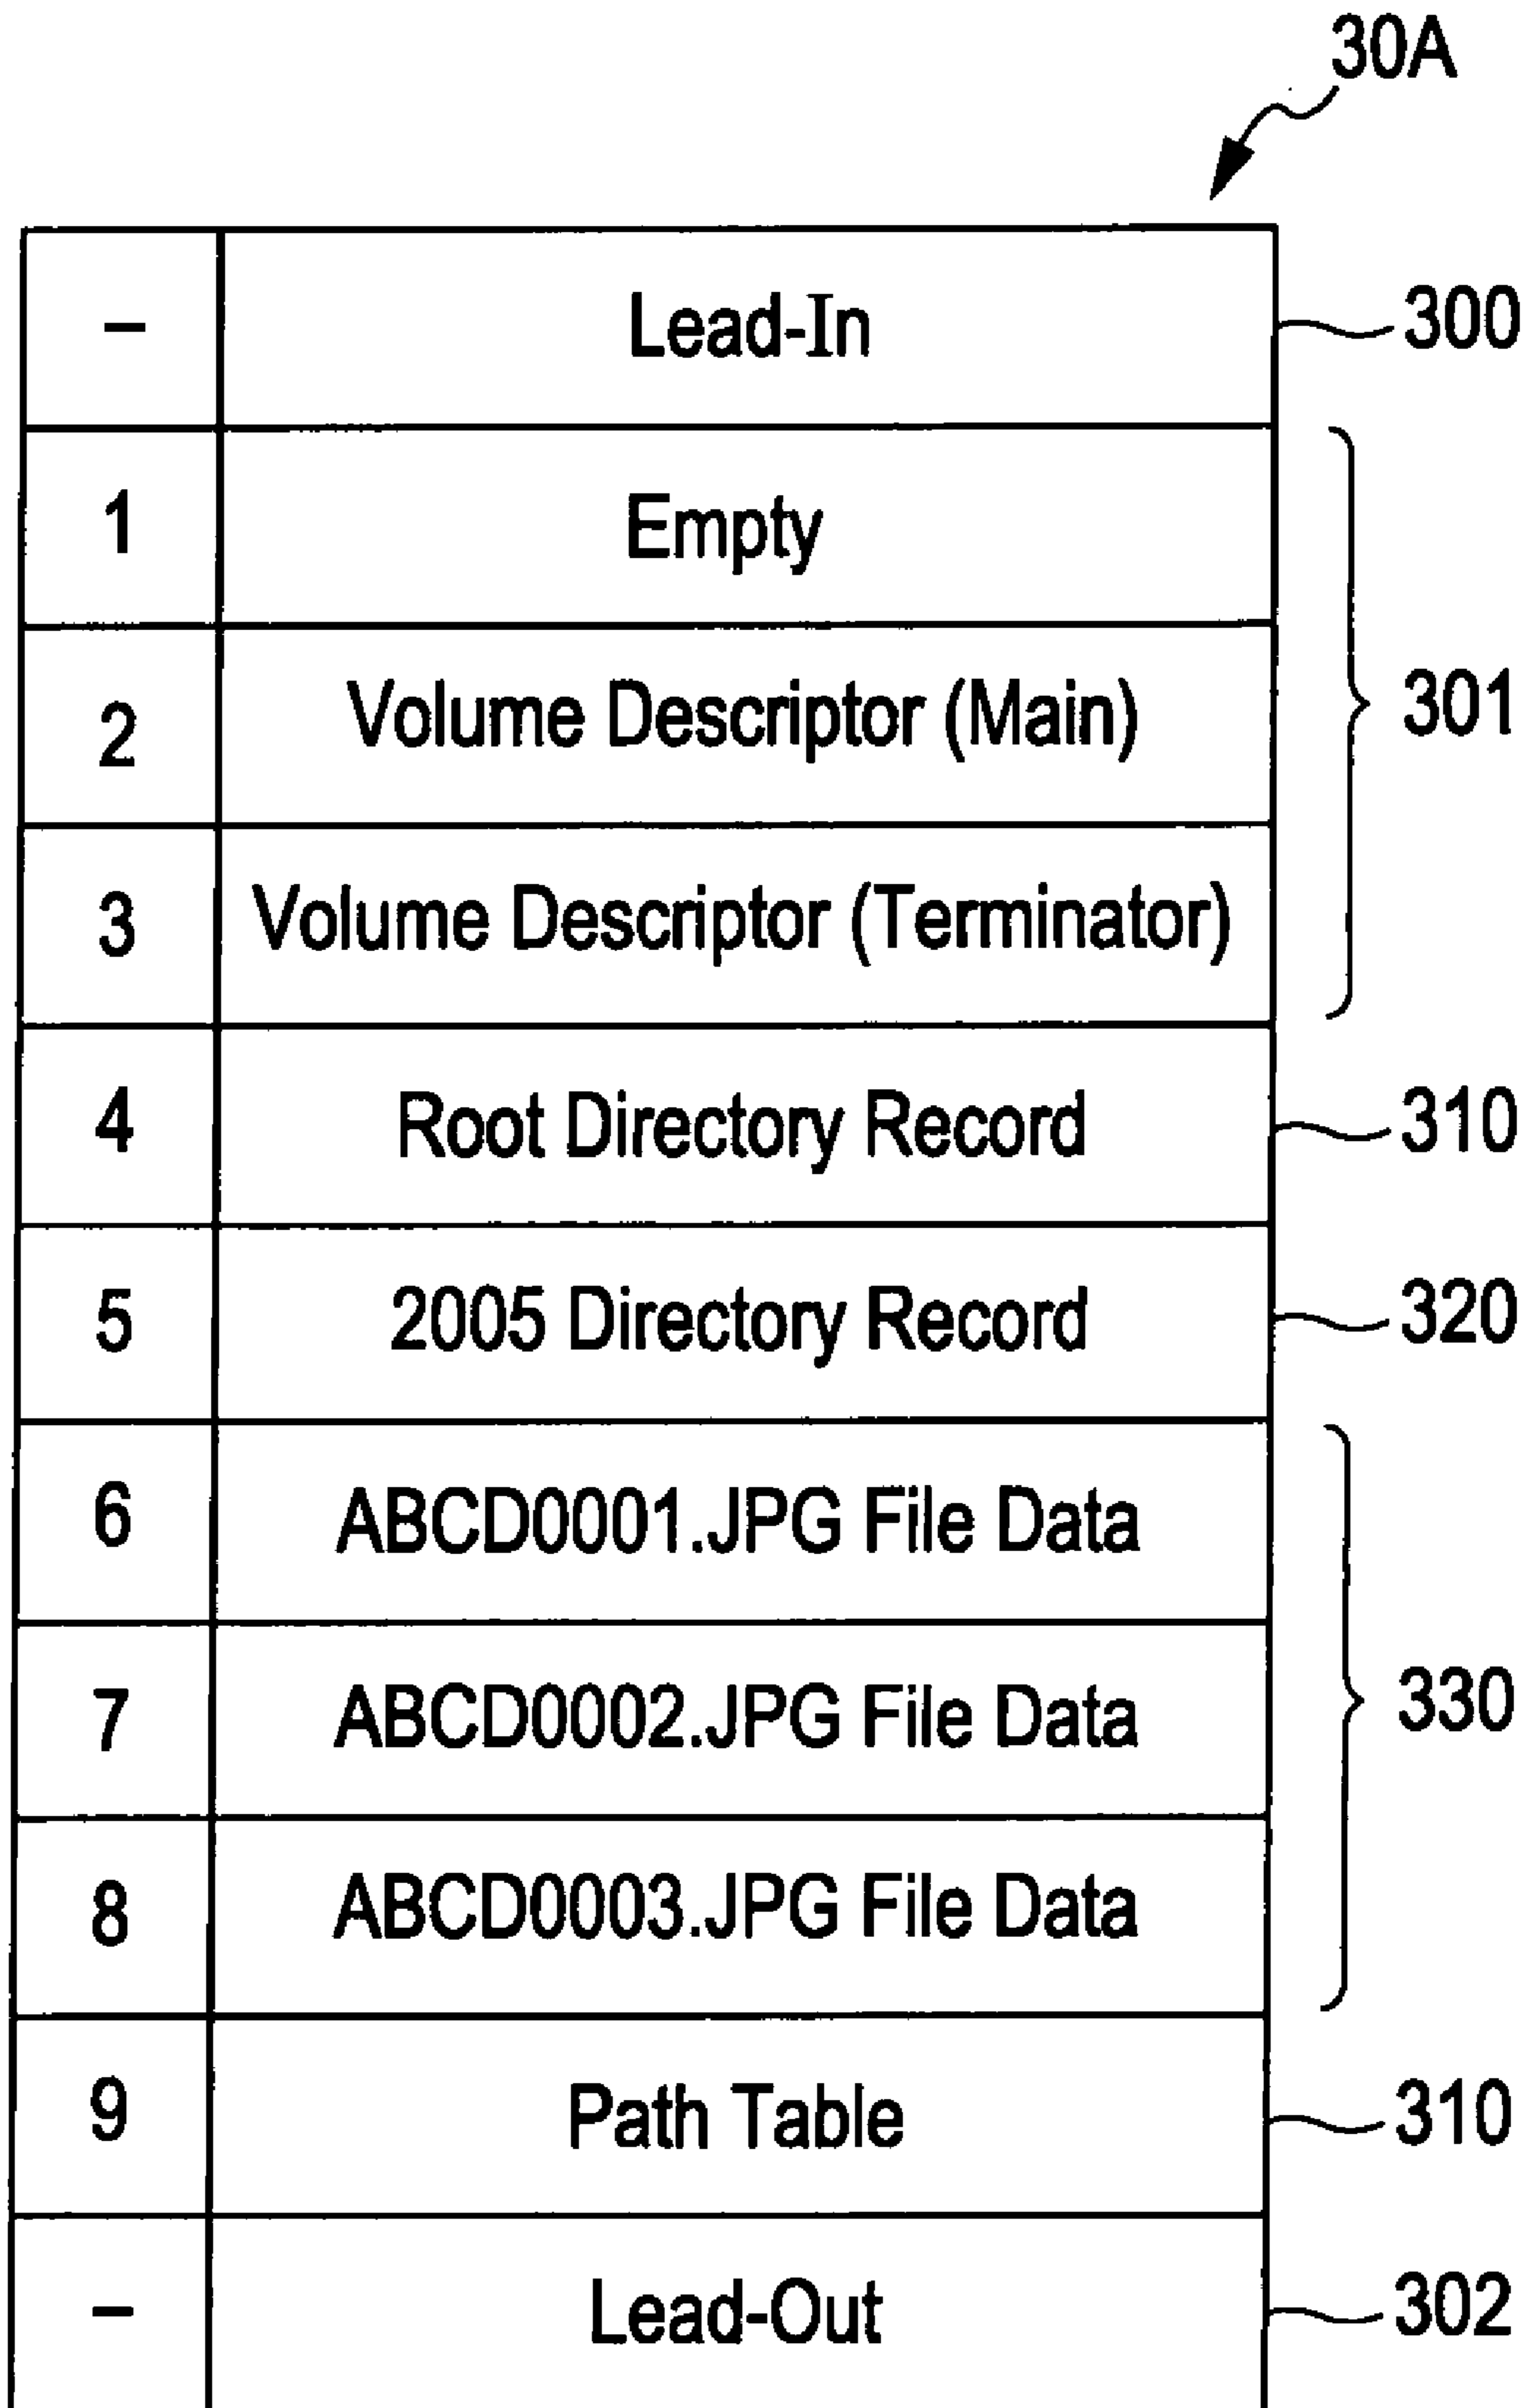 30A
– Lead-In 300
1 Empty
2 Volume Descriptor (Main)
301
3 Volume Descriptor (Terminator)
4 Root Directory Record 310
5 2005 Directory Record 320
6 ABCD0001.JPG File Data
7 ABCD0002.JPG File Data
330
8 ABCD0003.JPG File Data
9 Path Table 310
– Lead-Out 302